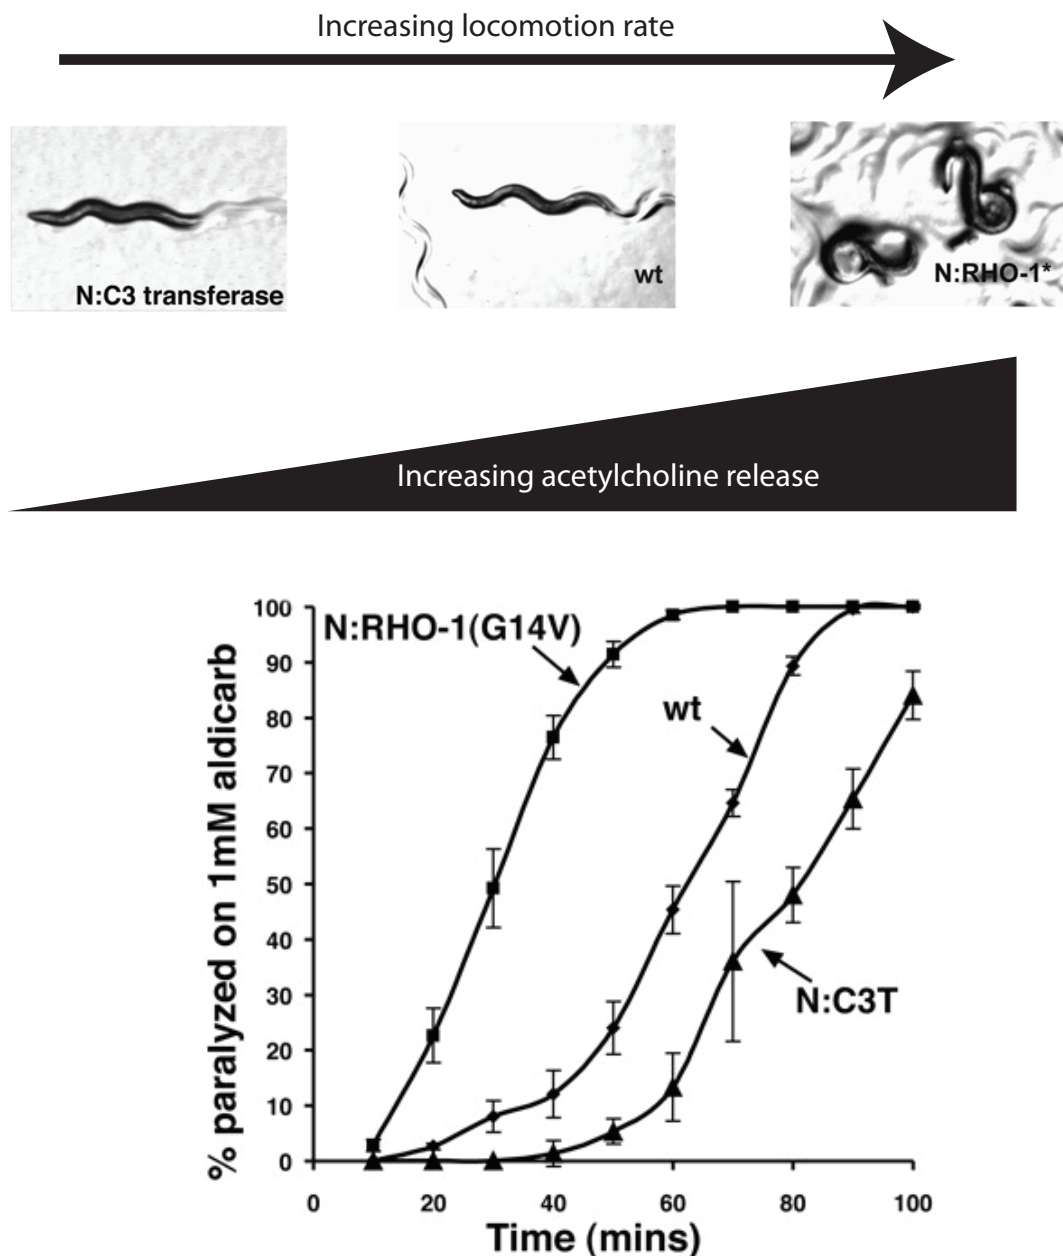 Increasing locomotion rate
N:C3 transferase
wt
N:RHO-1*
Increasing acetylcholine release
N:RHO-1(G14V)
wt
N:C3T
% paralyzed on 1mM aldicarb
100
90
80
70
60
50
40
30
20
10
0
0 20 40 60 80 100
Time (mins)